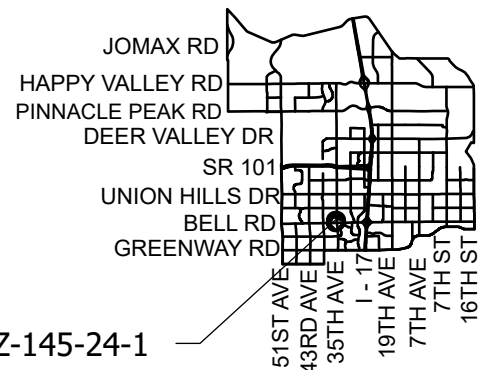 JOMAX RD
HAPPY VALLEY RD
PINNACLE PEAK RD
DEER VALLEY DR
SR 101
UNION HILLS DR
BELL RD
GREENWAY RD
51ST AVE
43RD AVE
35TH AVE
I - 17
19TH AVE
7TH AVE
7TH ST
16TH ST
Z-145-24-1